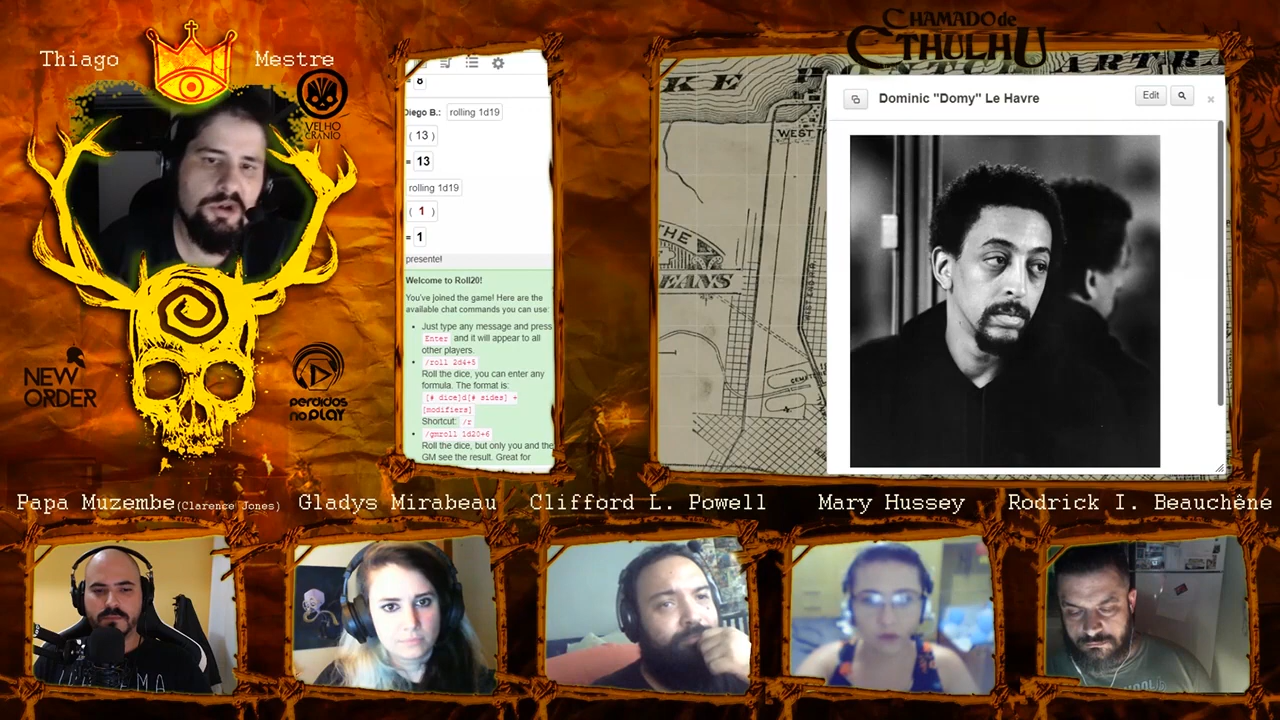 Thiago
Mestre
VELHO
CRÂNIO
NEW
ORDER
perdidos
no PLAY
8
Diego B.: rolling 1d19
( 13 )
= 13
rolling 1d19
( 1 )
= 1
presente!
Welcome to Roll20!
You've joined the game! Here are the
available chat commands you can use:
Just type any message and press
Enter and it will appear to all
other players.
/roll 2d4+5
Roll the dice, you can enter any
formula. The format is:
[# dice]d[# sides] +
[modifiers]
Shortcut: /r
/gmroll 1d20+6
Roll the dice, but only you and the
GM see the result. Great for
CHAMADO de
CTHULHU
KE
ARTRA
WEST
THE
EANS
Dominic "Domy" Le Havre
Edit
Papa Muzembe(Clarence Jones)
Gladys Mirabeau
Clifford L. Powell
Mary Hussey
Rodrick I. Beauchêne